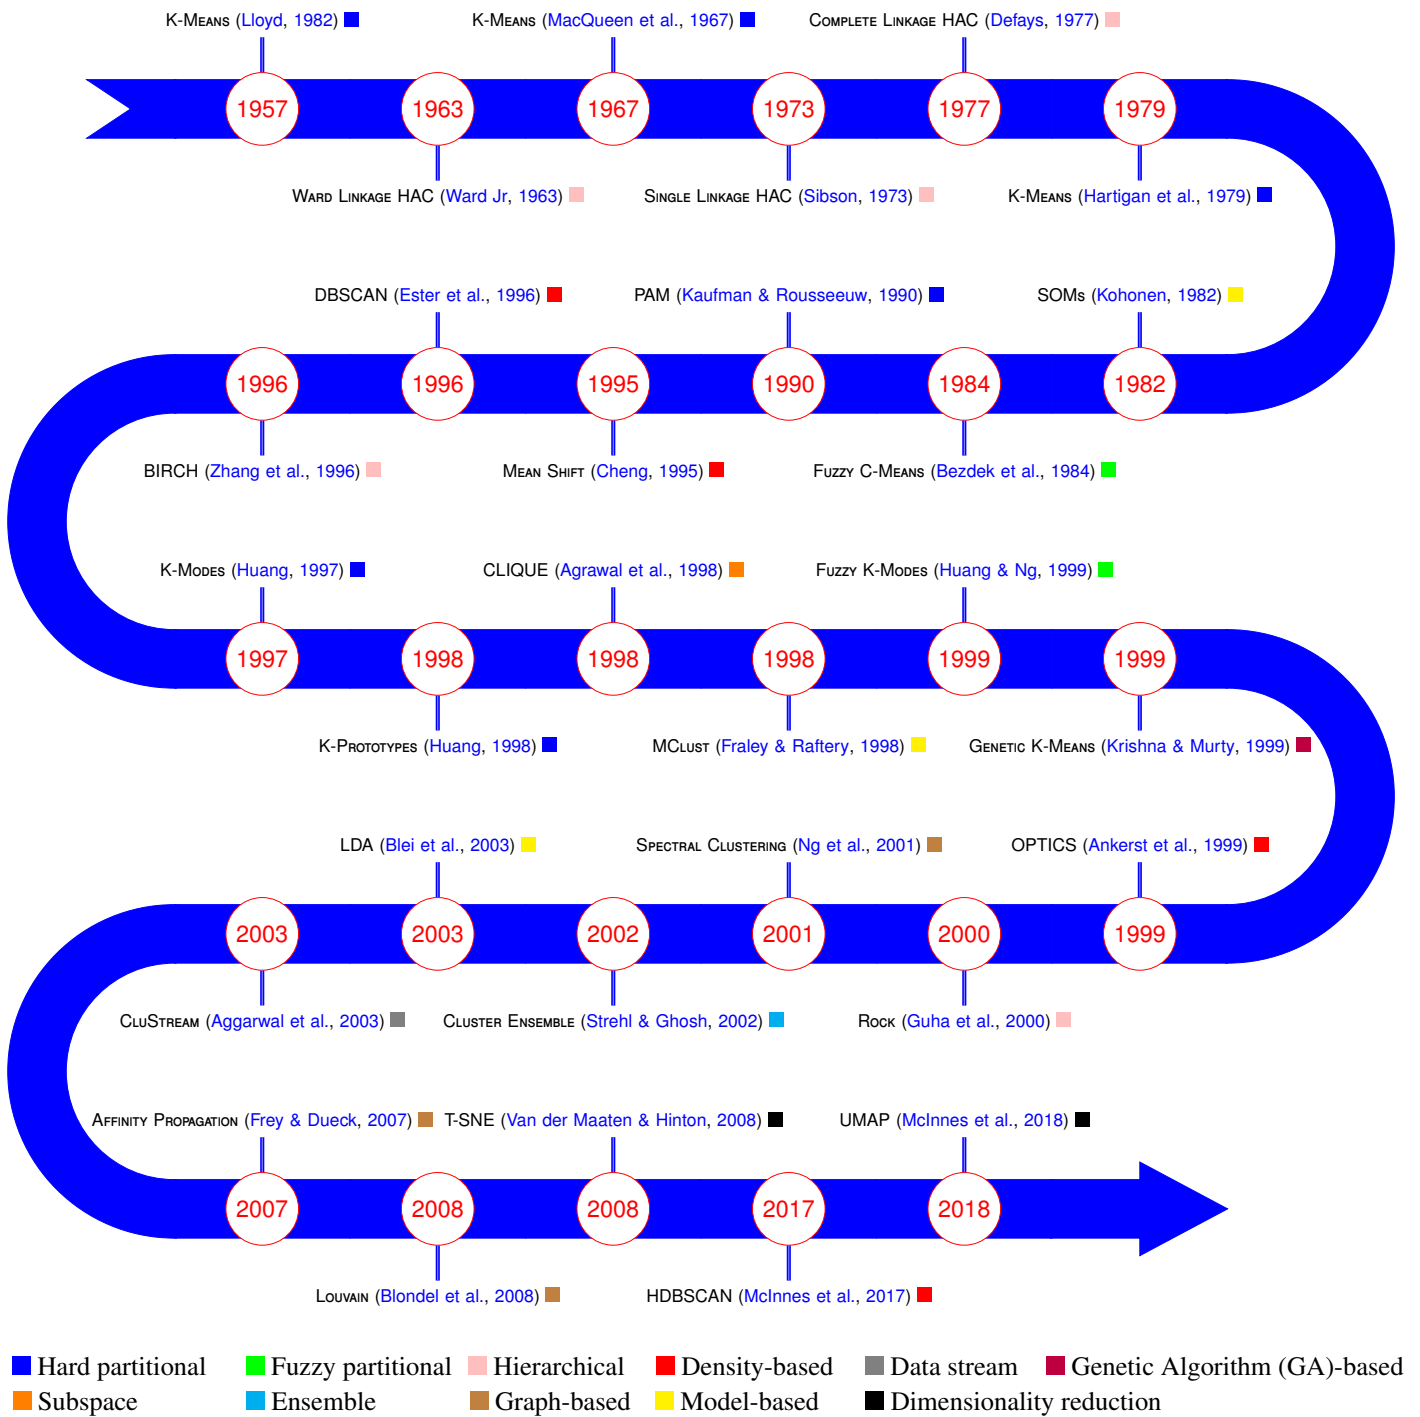 K-Means (Lloyd, 1982) K-Means (MacQueen et al., 1967) Complete Linkage HAC (Defays, 1977)
1957 1963 1967 1973 1977 1979
Ward Linkage HAC (Ward Jr, 1963) Single Linkage HAC (Sibson, 1973) K-Means (Hartigan et al., 1979)
DBSCAN (Ester et al., 1996) PAM (Kaufman & Rousseeuw, 1990) SOMs (Kohonen, 1982)
1996 1996 1995 1990 1984 1982
BIRCH (Zhang et al., 1996) Mean Shift (Cheng, 1995) Fuzzy C-Means (Bezdek et al., 1984)
K-Modes (Huang, 1997) CLIQUE (Agrawal et al., 1998) Fuzzy K-Modes (Huang & Ng, 1999)
1997 1998 1998 1998 1999 1999
K-Prototypes (Huang, 1998) MClust (Fraley & Raftery, 1998) Genetic K-Means (Krishna & Murty, 1999)
LDA (Blei et al., 2003) Spectral Clustering (Ng et al., 2001) OPTICS (Ankerst et al., 1999)
2003 2003 2002 2001 2000 1999
CluStream (Aggarwal et al., 2003) Cluster Ensemble (Strehl & Ghosh, 2002) Rock (Guha et al., 2000)
Affinity Propagation (Frey & Dueck, 2007) T-SNE (Van der Maaten & Hinton, 2008) UMAP (McInnes et al., 2018)
2007 2008 2008 2017 2018
Louvain (Blondel et al., 2008) HDBSCAN (McInnes et al., 2017)
Hard partitional Fuzzy partitional Hierarchical Density-based Data stream Genetic Algorithm (GA)-based
Subspace Ensemble Graph-based Model-based Dimensionality reduction